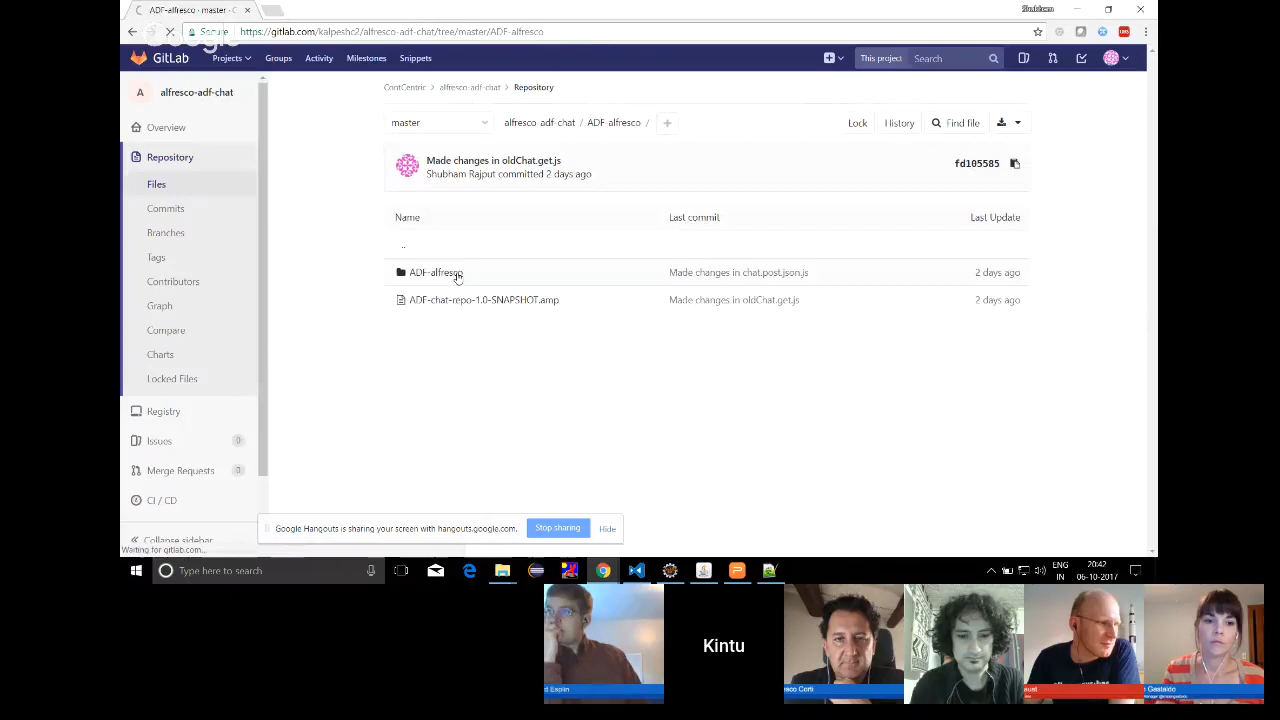 ADF-alfresco · master ·
Shubham
Google
Secure https://gitlab.com/kalpeshc2/alfresco-adf-chat/tree/master/ADF-alfresco
GitLab Projects Groups Activity Milestones Snippets This project Search
A alfresco-adf-chat
ContCentric > alfresco-adf-chat > Repository
master alfresco-adf-chat / ADF-alfresco / + Lock History Find file
Overview
Repository
Files
Commits
Branches
Tags
Contributors
Graph
Compare
Charts
Locked Files
Registry
Issues 0
Merge Requests 0
CI / CD
Collapse sidebar
Waiting for gitlab.com...
Made changes in oldChat.get.js fd105585
Shubham Rajput committed 2 days ago
Name Last commit Last Update
..
ADF-alfresco Made changes in chat.post.json.js 2 days ago
ADF-chat-repo-1.0-SNAPSHOT.amp Made changes in oldChat.get.js 2 days ago
Google Hangouts is sharing your screen with hangouts.google.com. Stop sharing Hide
Type here to search
ENG 20:42
IN 06-10-2017
Kintu
d Esplin
esco Corti
aust
Gastaldo